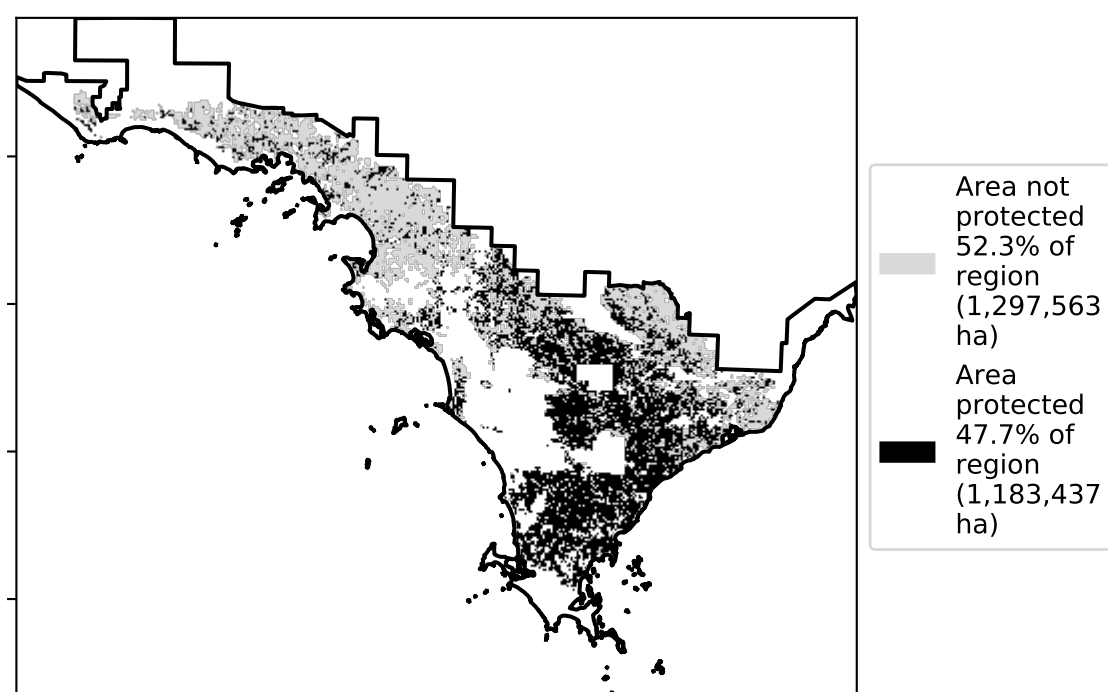 Area not
protected
52.3% of
region
(1,297,563
ha)
Area
protected
47.7% of
region
(1,183,437
ha)